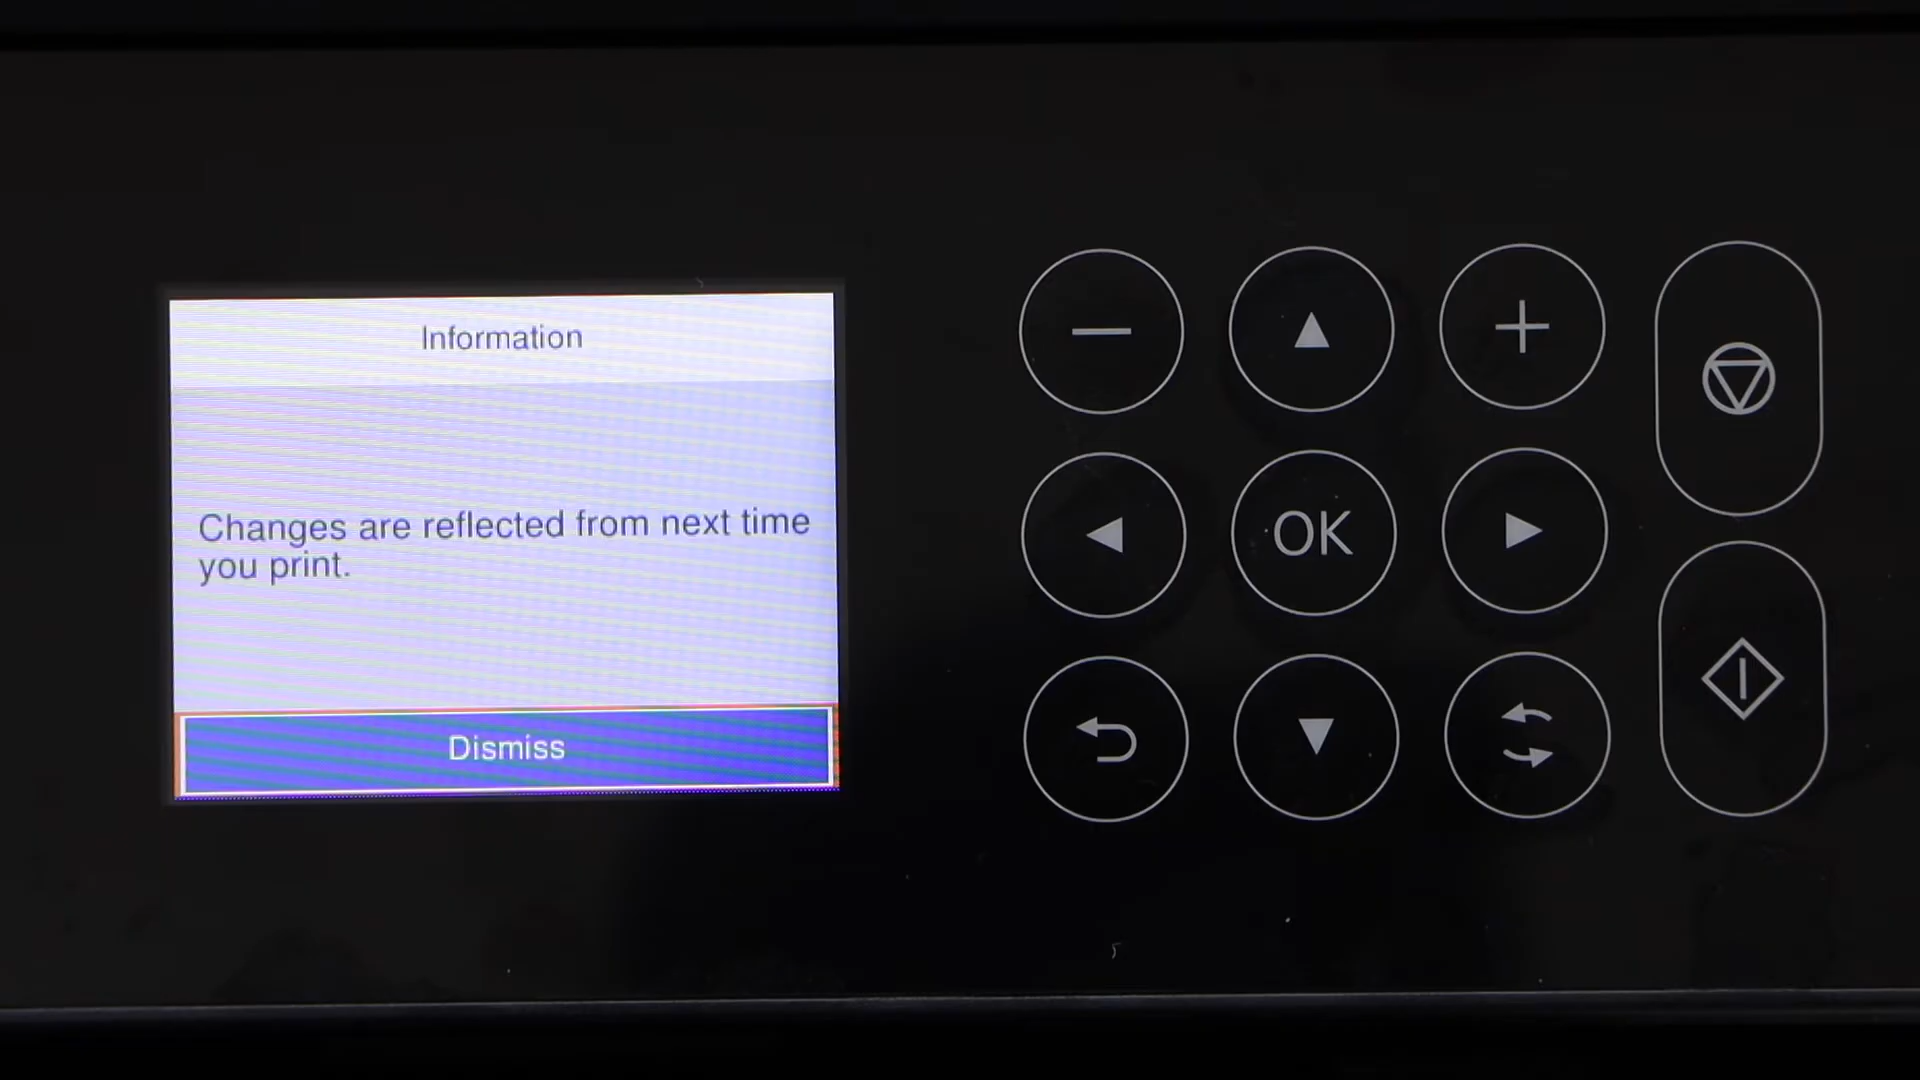 Information
Changes are reflected from next time
you print.
Dismiss
OK